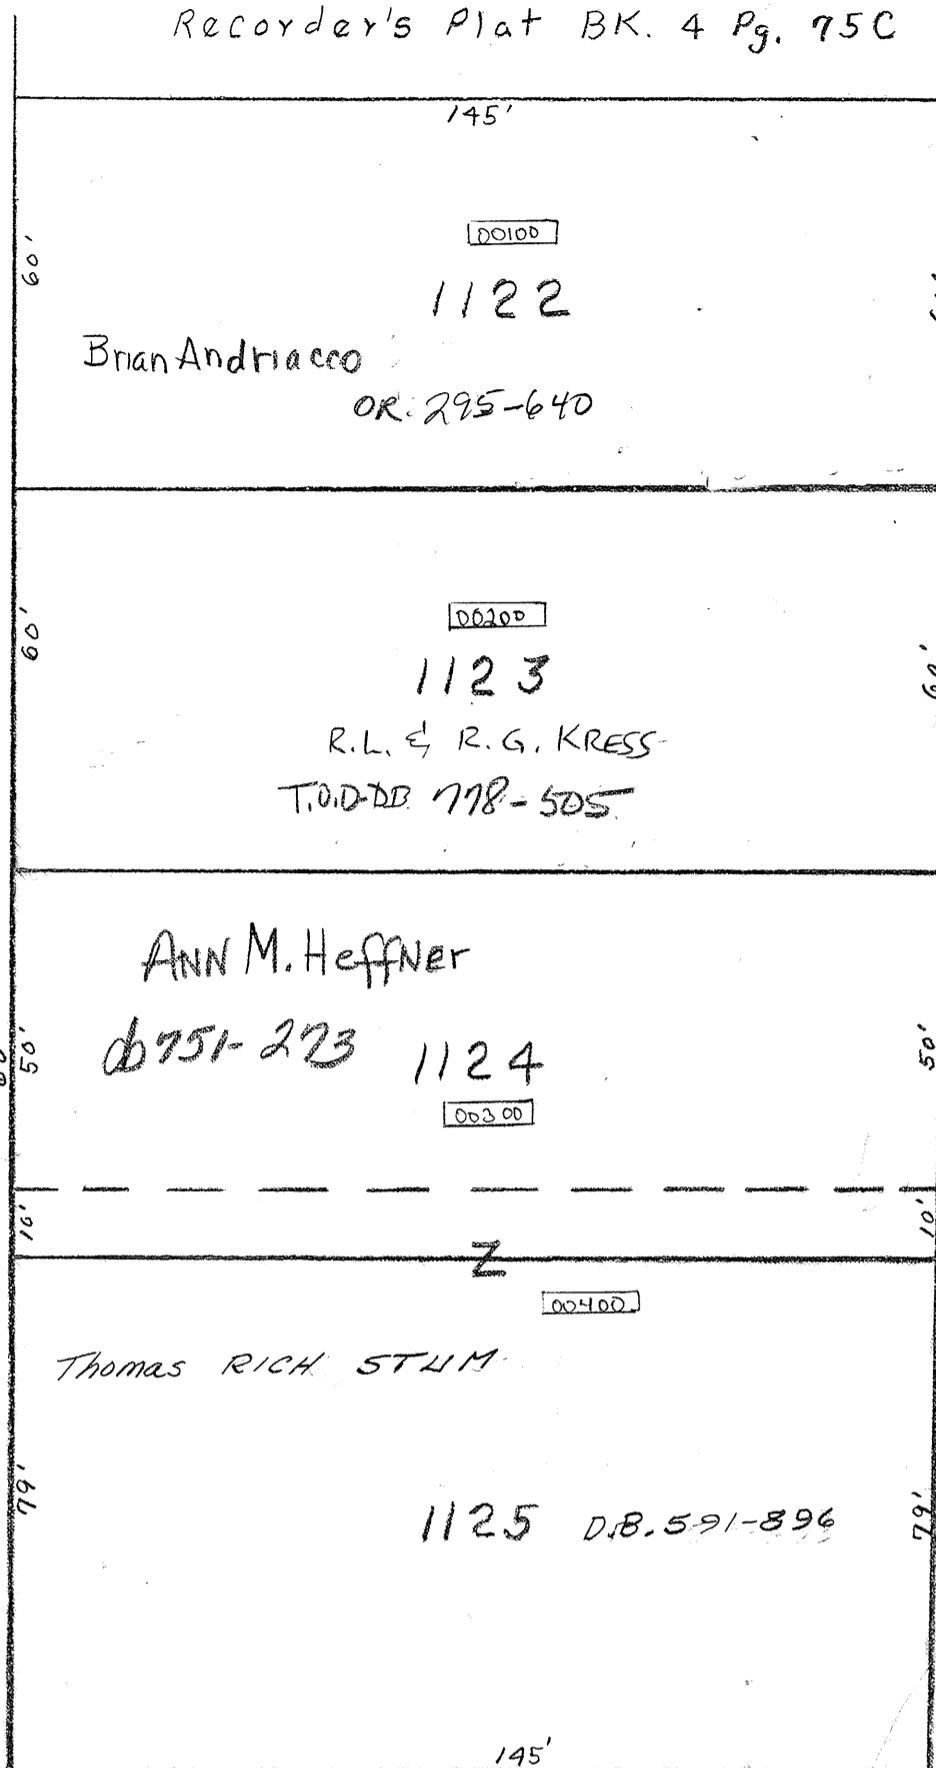 Recorder's Plat BK. 4 Pg. 75C
145'
00100
60'
1122
Brian Andriacco
OR. 295-640
00200
60'
60'
1123
R.L. & R.G. KRESS
T.O.D-DB 778-505
ANN M. HeffNer
db 751-273
1124
50'
50'
00300
10'
10'
Z
00400
Thomas RICH STUM
79'
79'
1125 D.B. 591-896
145'